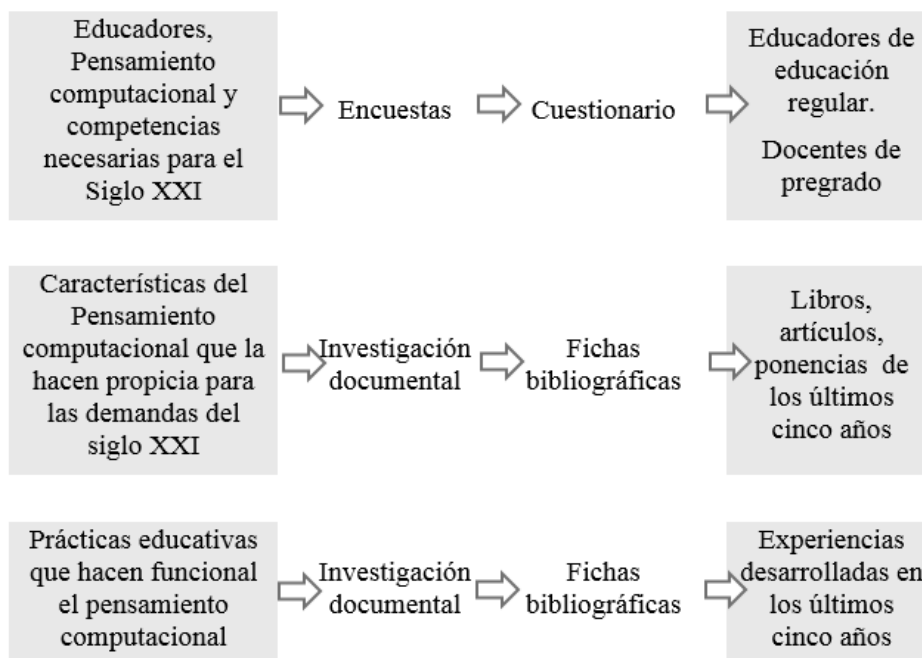 Educadores,
Pensamiento
computacional y
competencias
necesarias para el
Siglo XXI
Encuestas
Cuestionario
Educadores de
educación
regular.
Docentes de
pregrado
Características del
Pensamiento
computacional que la
hacen propicia para
las demandas del
siglo XXI
Investigación
documental
Fichas
bibliográficas
Libros,
artículos,
ponencias de
los últimos
cinco años
Prácticas educativas
que hacen funcional
el pensamiento
computacional
Investigación
documental
Fichas
bibliográficas
Experiencias
desarrolladas en
los últimos
cinco años